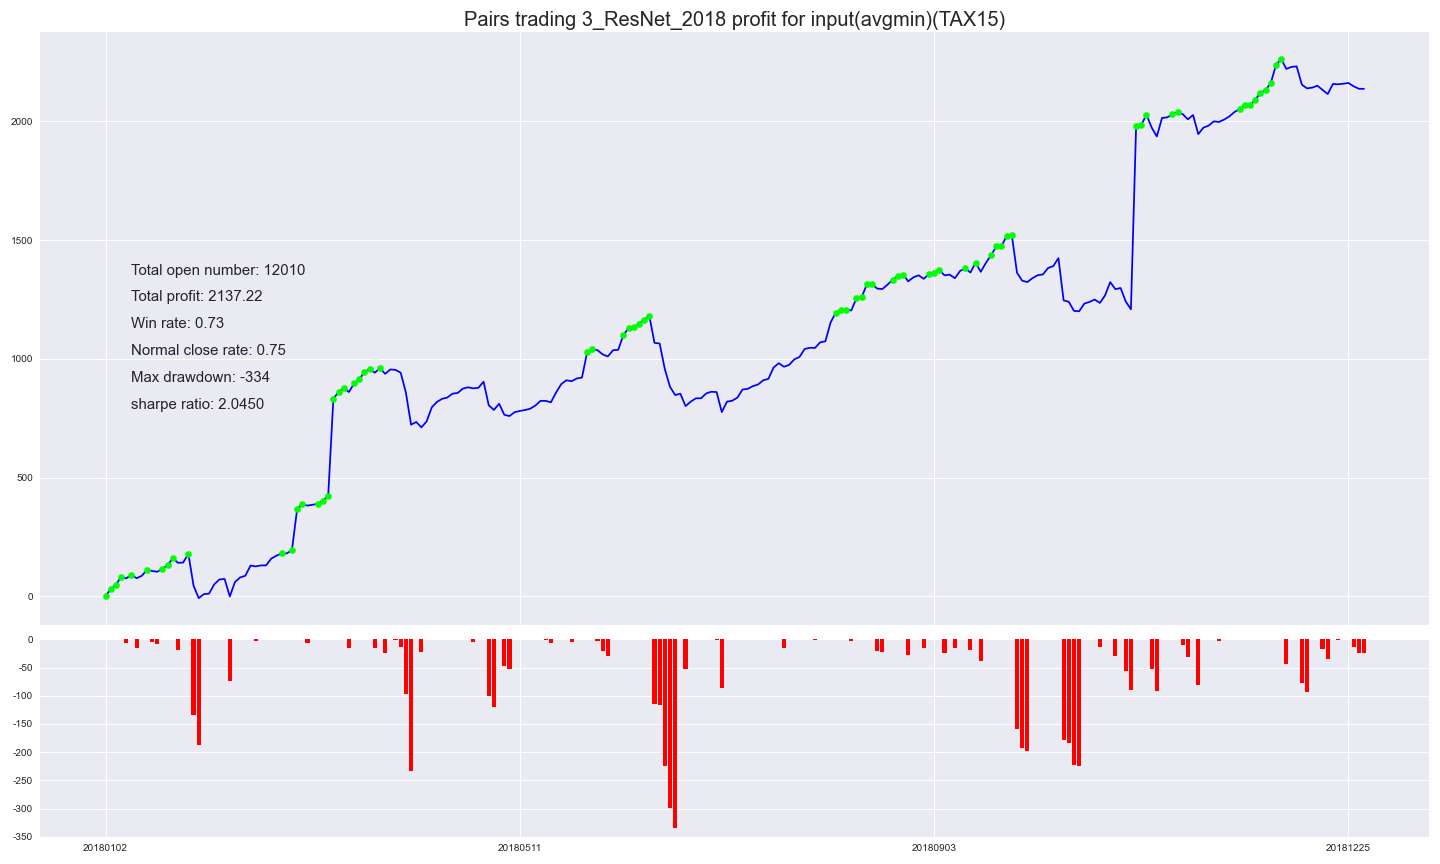 Pairs trading 3_ResNet_2018 profit for input(avgmin)(TAX15)
2000
1500
Total open number: 12010
Total profit: 2137.22
Win rate: 0.73
Normal close rate: 0.75
1000
Max drawdown: -334
sharpe ratio: 2.0450
500
0
0
-50
-100
-150
-200
-250
-300
-350
20180102 20180511 20180903 20181225